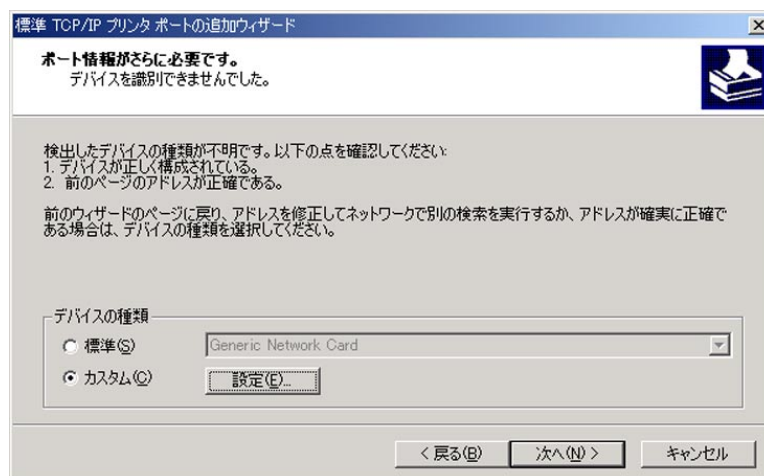 標準 TCP/IP プリンタ ポートの追加ウィザード
ポート情報がさらに必要です。
デバイスを識別できませんでした。
検出したデバイスの種類が不明です。以下の点を確認してください:
1. デバイスが正しく構成されている。
2. 前のページのアドレスが正確である。
前のウィザードのページに戻り、アドレスを修正してネットワークで別の検索を実行するか、アドレスが確実に正確で
ある場合は、デバイスの種類を選択してください。
デバイスの種類
標準(S)
Generic Network Card
カスタム(C)
設定(E)...
< 戻る(B)
次へ(N) >
キャンセル